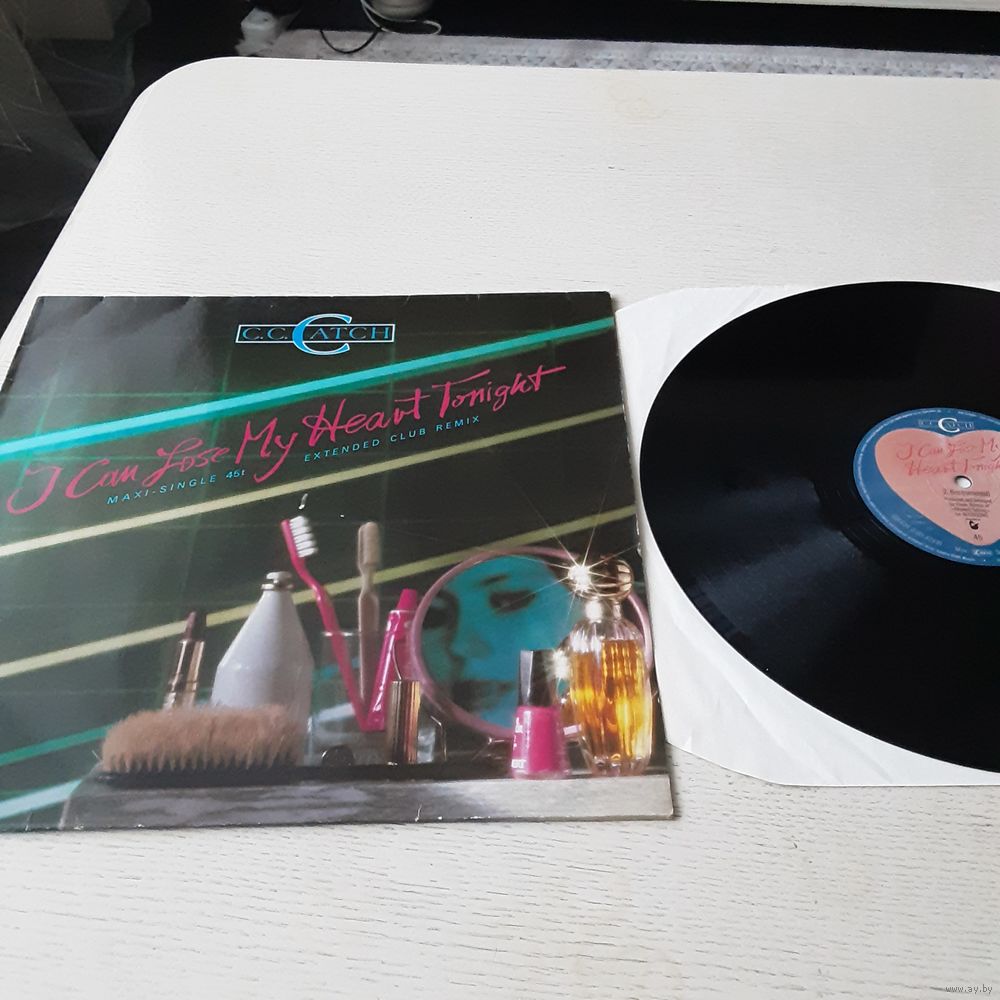 C.C. CATCH
I Can Lose My Heart Tonight
MAXI-SINGLE 45t EXTENDED CLUB REMIX
C.C. CATCH
I Can Lose My
Heart Tonight
45
www.ay.by